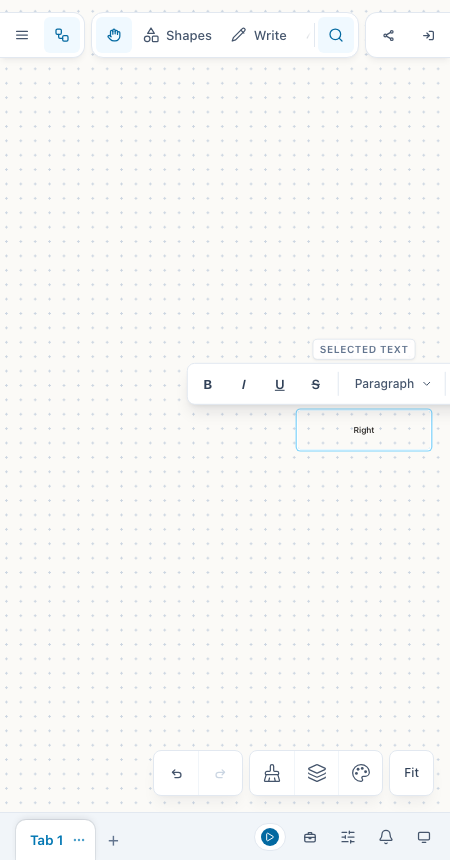 Shapes
Write
SELECTED TEXT
B I U S Paragraph
Right
Fit
Tab 1